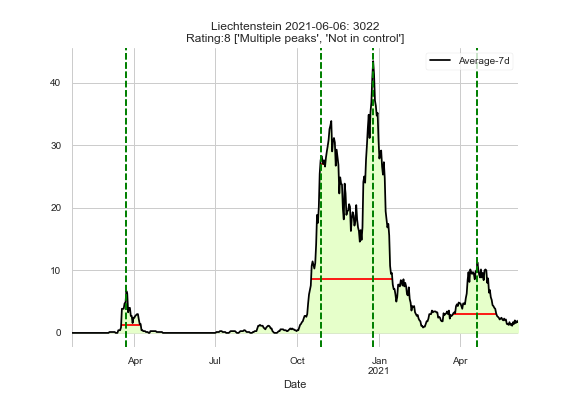 Liechtenstein 2021-06-06: 3022
Rating:8 ['Multiple peaks', 'Not in control']
Average-7d
40
30
20
10
0
Apr Jul Oct Jan Apr
2021
Date